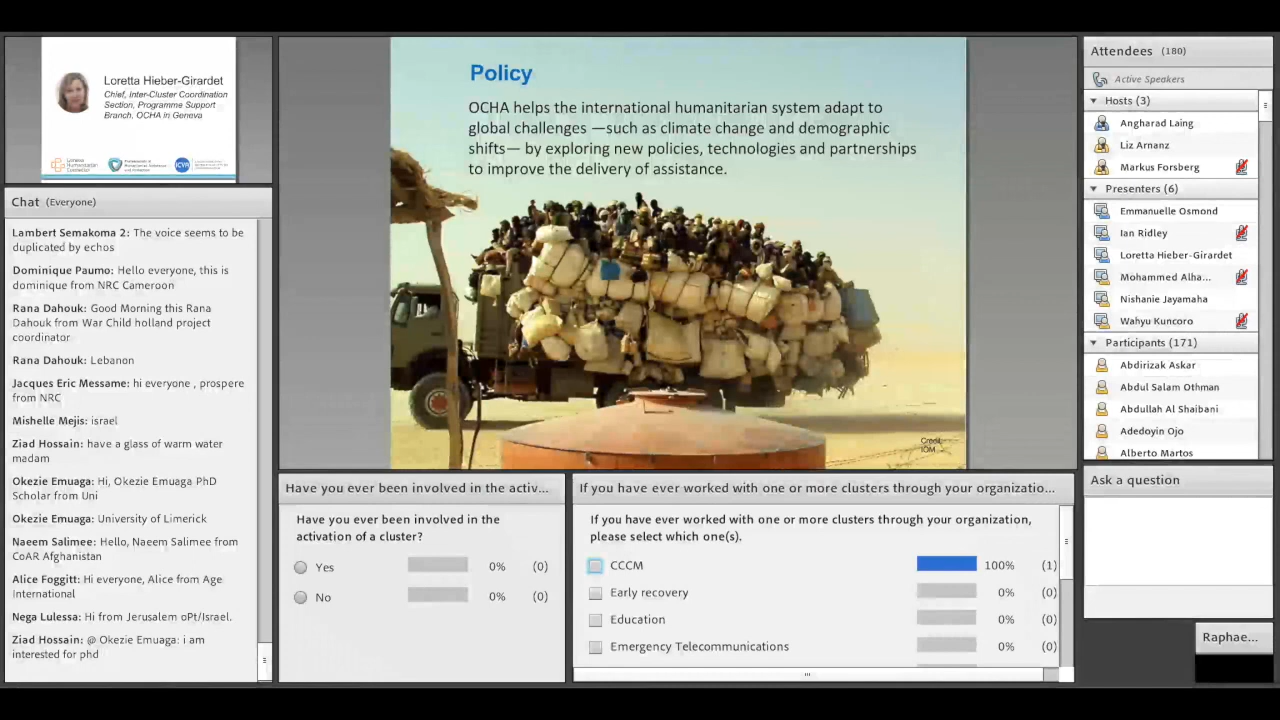 Loretta Hieber-Girardet
Chief, Inter-Cluster Coordination
Section, Programme Support
Branch, OCHA in Geneva
ICVA
Chat (Everyone)
Lambert Semakoma 2: The voice seems to be
duplicated by echos
Dominique Paumo: Hello everyone, this is
dominique from NRC Cameroon
Rana Dahouk: Good Morning this Rana
Dahouk from War Child holland project
coordinator
Rana Dahouk: Lebanon
Jacques Eric Messame: hi everyone , prospere
from NRC
Mishelle Mejis: israel
Ziad Hossain: have a glass of warm water
madam
Okezie Emuaga: Hi, Okezie Emuaga PhD
Scholar from Uni
Okezie Emuaga: University of Limerick
Naeem Salimee: Hello, Naeem Salimee from
CoAR Afghanistan
Alice Foggitt: Hi everyone, Alice from Age
International
Nega Lulessa: Hi from Jerusalem oPt/Israel.
Ziad Hossain: @ Okezie Emuaga: i am
interested for phd
Policy
OCHA helps the international humanitarian system adapt to
global challenges —such as climate change and demographic
shifts— by exploring new policies, technologies and partnerships
to improve the delivery of assistance.
Credit:
IOM
Have you ever been involved in the activ...
Have you ever been involved in the
activation of a cluster?
Yes 0% (0)
No 0% (0)
If you have ever worked with one or more clusters through your organizatio...
If you have ever worked with one or more clusters through your organization,
please select which one(s).
CCCM 100% (1)
Early recovery 0% (0)
Education 0% (0)
Emergency Telecommunications 0% (0)
Attendees (180)
Active Speakers
Hosts (3)
Angharad Laing
Liz Arnanz
Markus Forsberg
Presenters (6)
Emmanuelle Osmond
Ian Ridley
Loretta Hieber-Girardet
Mohammed Alha...
Nishanie Jayamaha
Wahyu Kuncoro
Participants (171)
Abdirizak Askar
Abdul Salam Othman
Abdullah Al Shaibani
Adedoyin Ojo
Alberto Martos
Ask a question
Raphae...